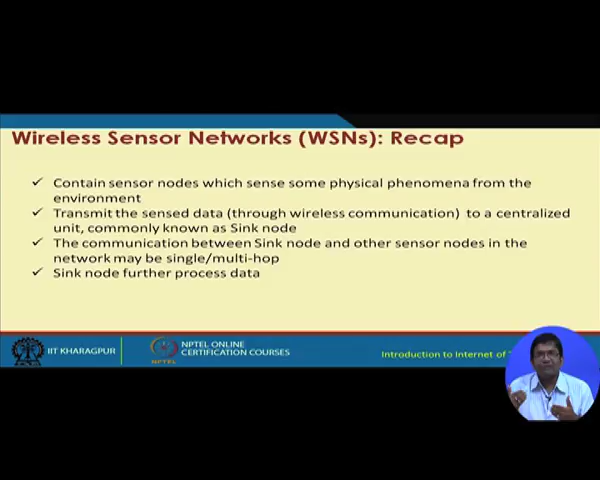 Wireless Sensor Networks (WSNs): Recap
✓ Contain sensor nodes which sense some physical phenomena from the
environment
✓ Transmit the sensed data (through wireless communication) to a centralized
unit, commonly known as Sink node
✓ The communication between Sink node and other sensor nodes in the
network may be single/multi-hop
✓ Sink node further process data
IIT KHARAGPUR
NPTEL
NPTEL ONLINE
CERTIFICATION COURSES
Introduction to Internet of